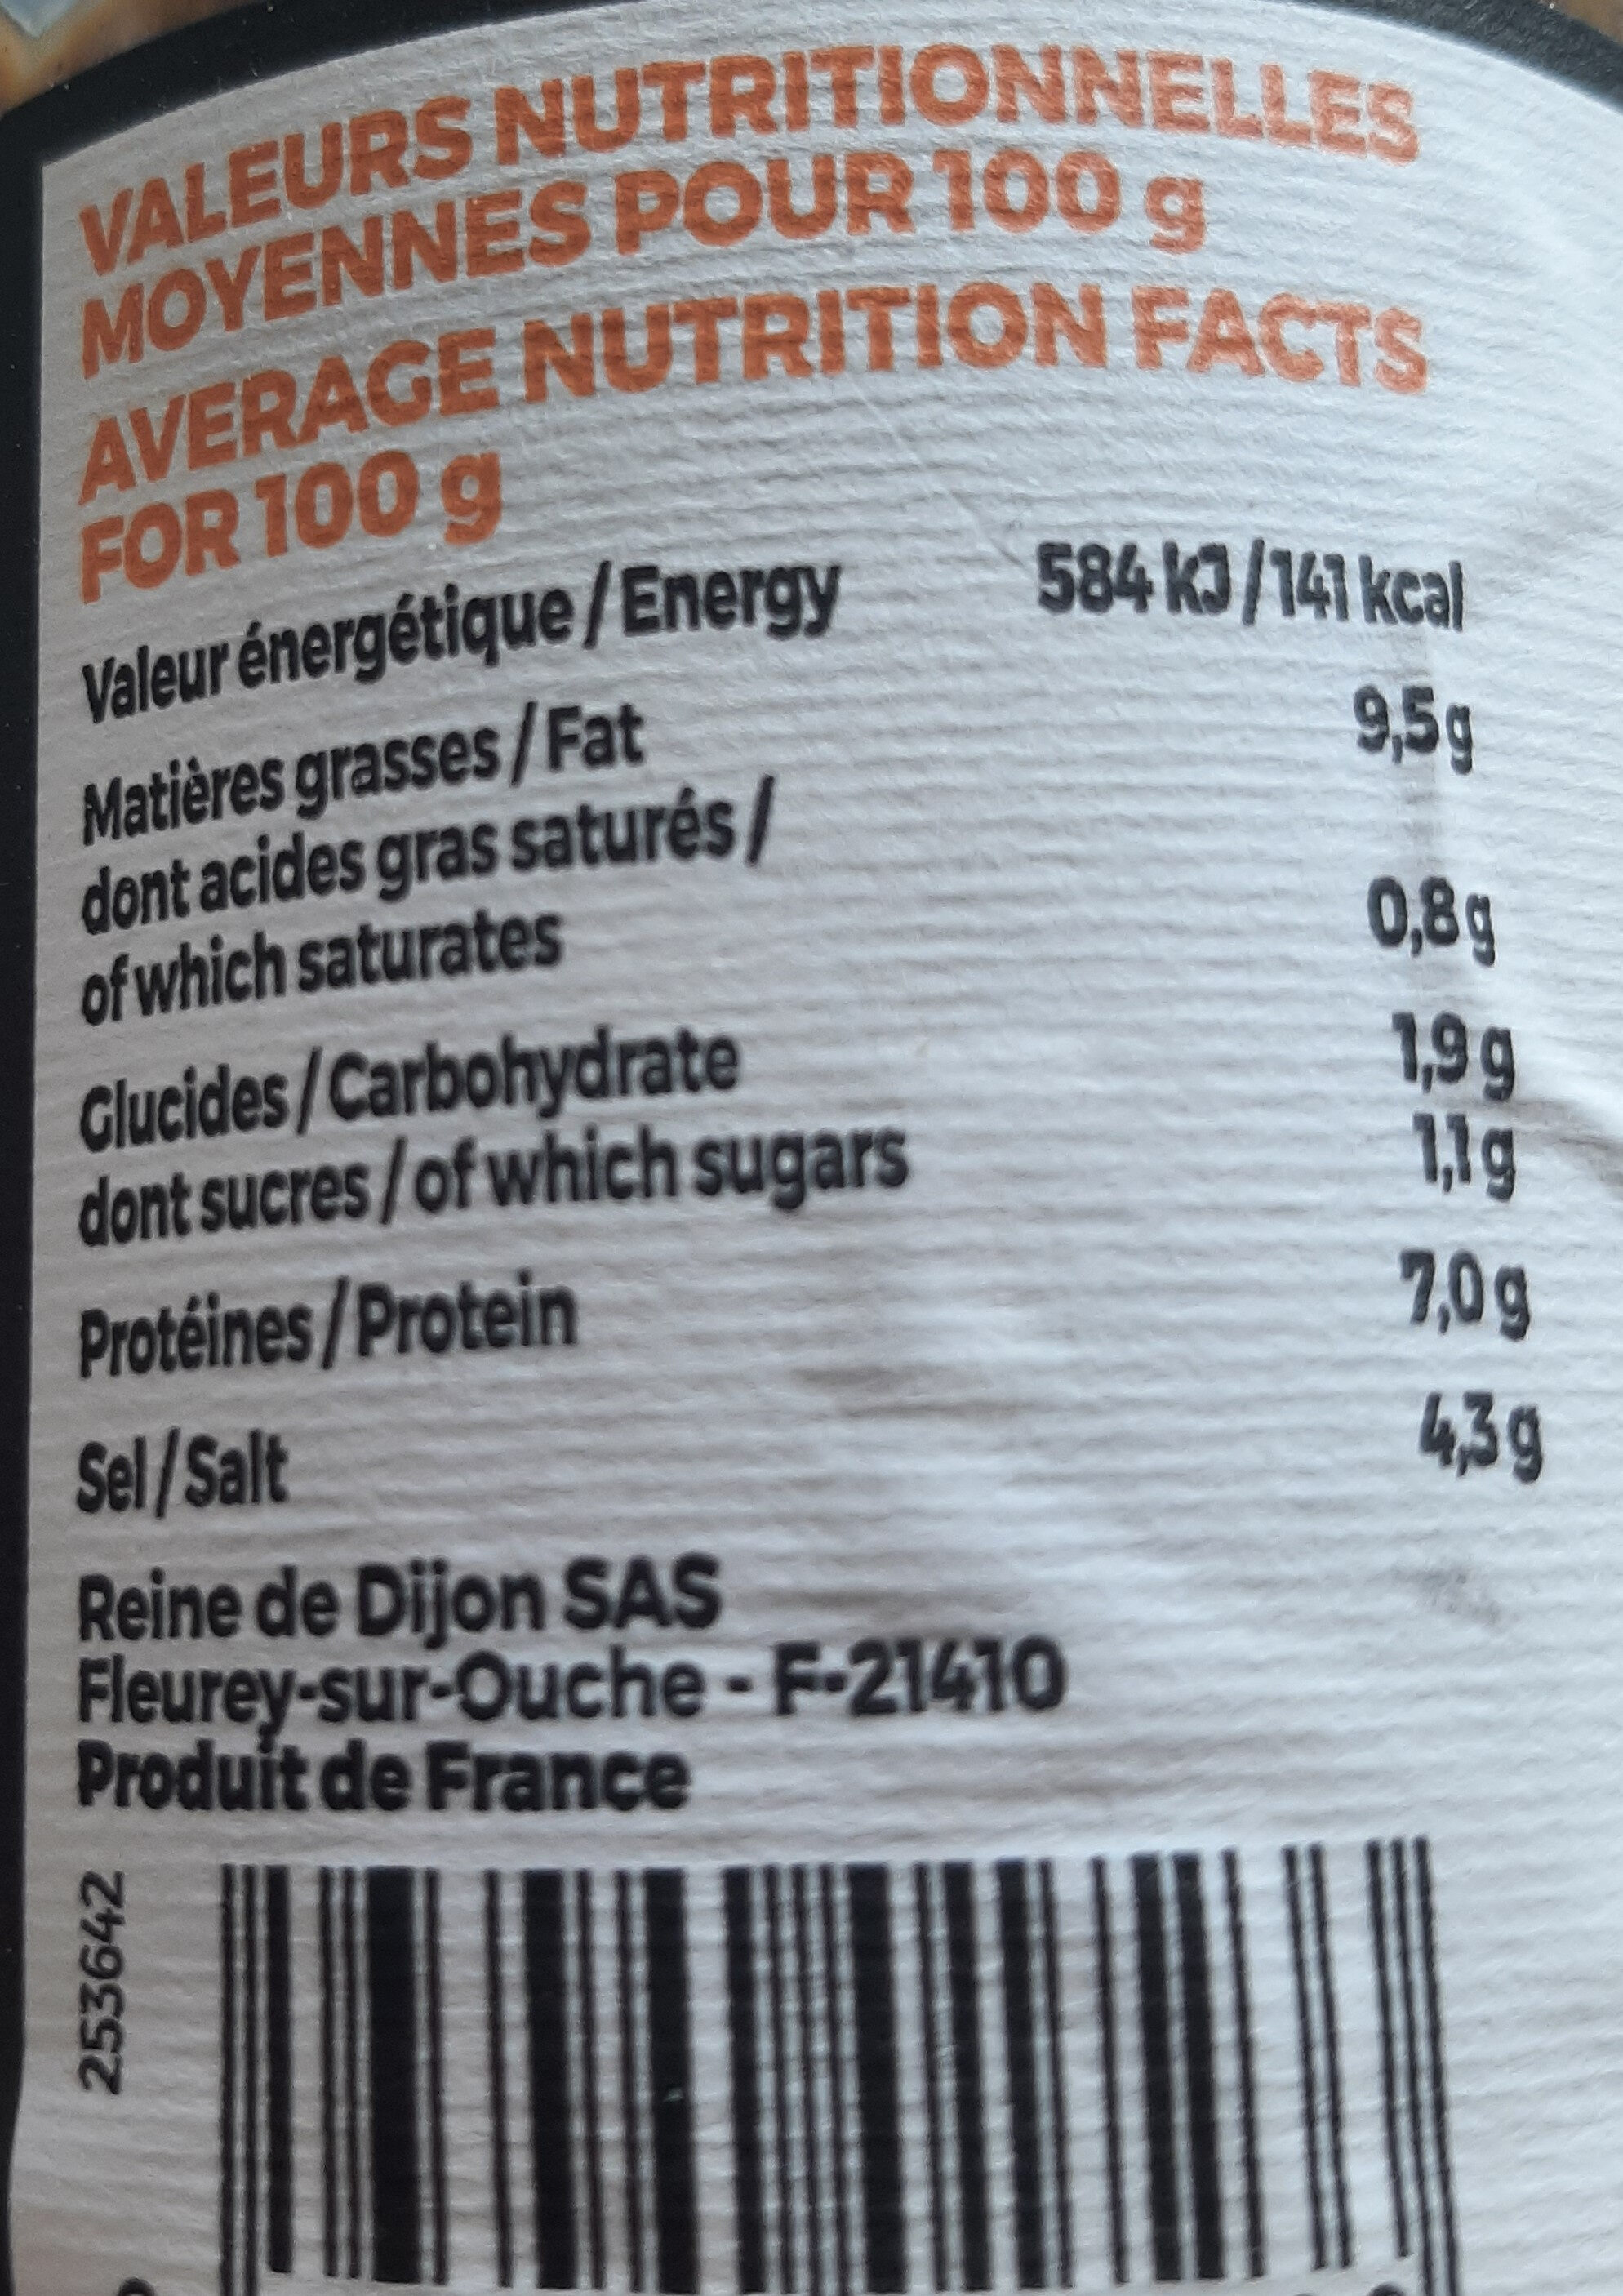 VALEURS NUTRITIONNELLES
MOYENNES POUR 100 g
AVERAGE NUTRITION FACTS
FOR 100 g
Valeur énergétique / Energy 584 kJ / 141 kcal
Matières grasses / Fat 9,5 g
dont acides gras saturés /
of which saturates 0,8 g
Glucides / Carbohydrate 1,9 g
dont sucres / of which sugars 1,1 g
Protéines / Protein 7,0 g
Sel / Salt 4,3 g
Reine de Dijon SAS
Fleurey-sur-Ouche - F-21410
Produit de France
253642